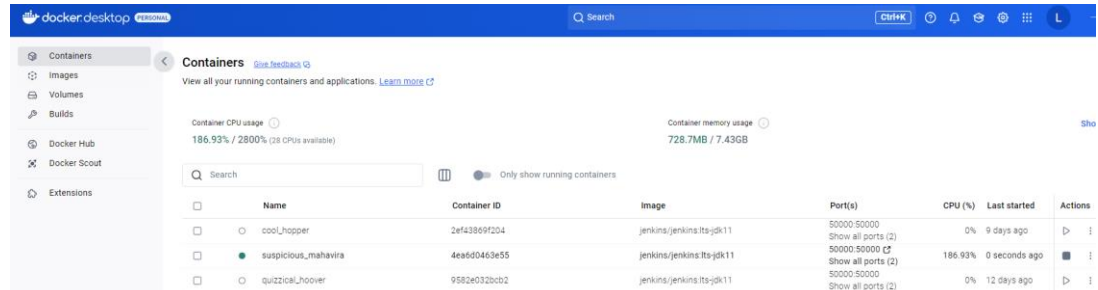 docker.desktop PERSONAL
Search
Ctrl+K
L
Containers
Images
Volumes
Builds
Docker Hub
Docker Scout
Extensions
Containers Give feedback
View all your running containers and applications. Learn more
Container CPU usage
186.93% / 2800% (28 CPUs available)
Container memory usage
728.7MB / 7.43GB
Sho
Search
Only show running containers
Name Container ID Image Port(s) CPU (%) Last started Actions
cool_hopper 2ef43869f204 jenkins/jenkins:lts-jdk11 50000:50000 0% 9 days ago
Show all ports (2)
suspicious_mahavira 4ea6d0463e55 jenkins/jenkins:lts-jdk11 50000:50000 186.93% 0 seconds ago
Show all ports (2)
quizzical_hoover 9582e032bcb2 jenkins/jenkins:lts-jdk11 50000:50000 0% 12 days ago
Show all ports (2)